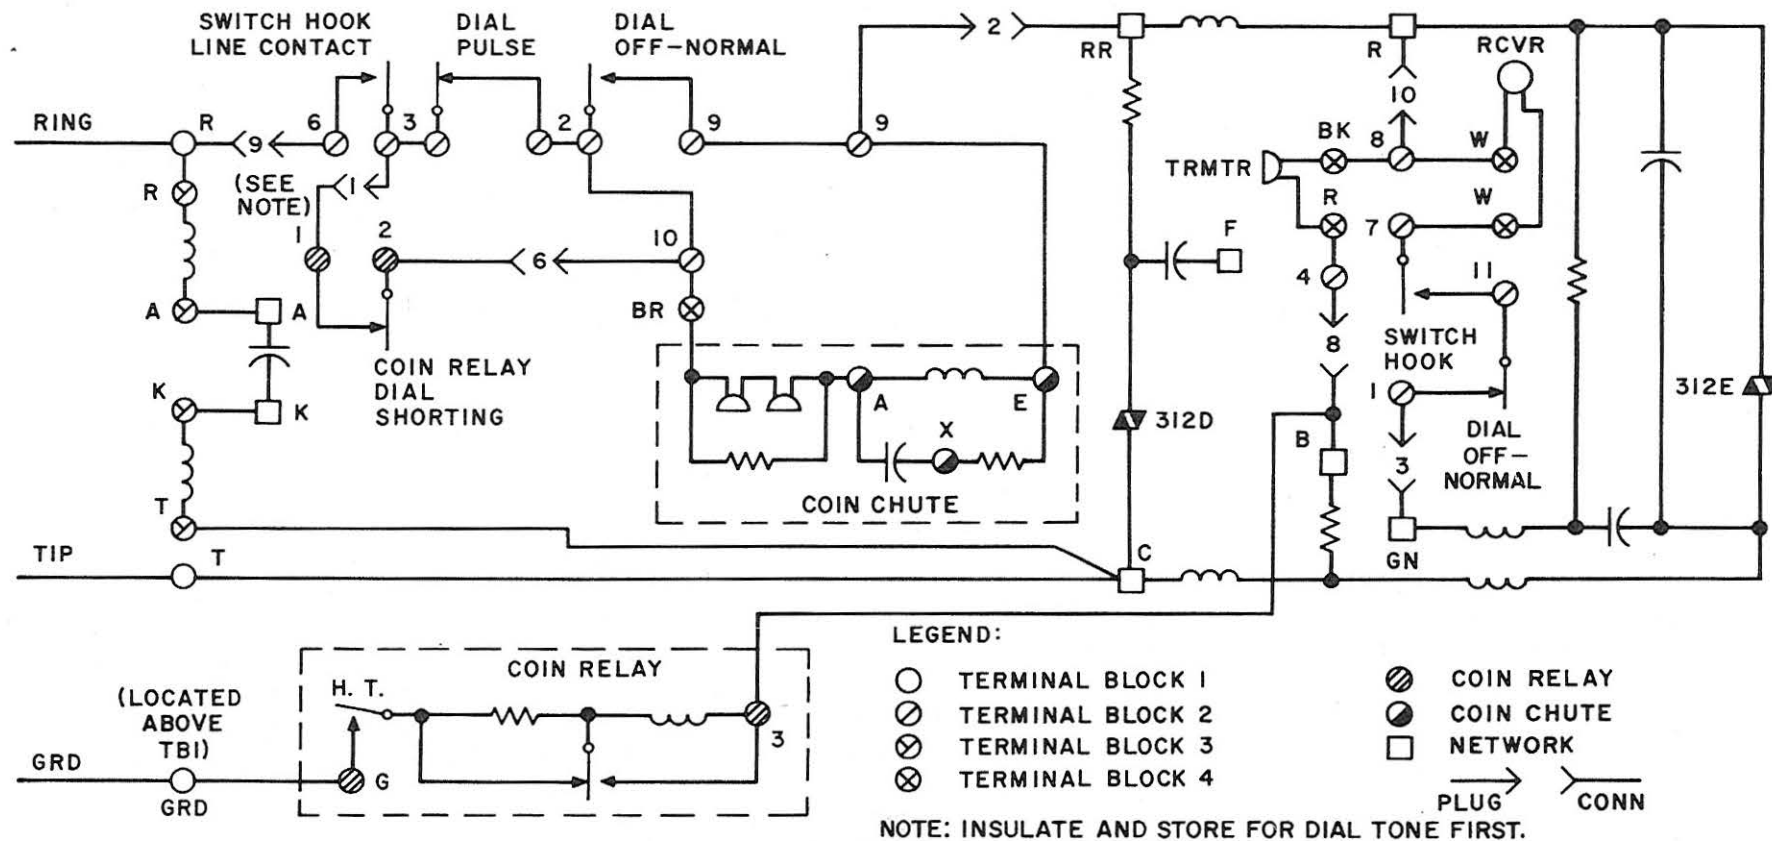 SWITCH HOOK
LINE CONTACT
DIAL
PULSE
DIAL
OFF-NORMAL
2
RR
R
RCVR
10
RING
R
9
6
3
2
9
9
BK
8
W
TRMTR
R
(SEE
NOTE)
1
R
W
7
1
2
6
10
F
4
11
A
A
BR
8
SWITCH
HOOK
COIN RELAY
DIAL
SHORTING
K
K
A
E
X
312D
1
312E
B
DIAL
OFF-
NORMAL
3
COIN CHUTE
T
TIP
T
C
GN
LEGEND:
TERMINAL BLOCK 1
TERMINAL BLOCK 2
TERMINAL BLOCK 3
TERMINAL BLOCK 4
COIN RELAY
COIN CHUTE
NETWORK
PLUG
CONN
COIN RELAY
H. T.
(LOCATED
ABOVE
TB1)
3
GRD
G
GRD
NOTE: INSULATE AND STORE FOR DIAL TONE FIRST.